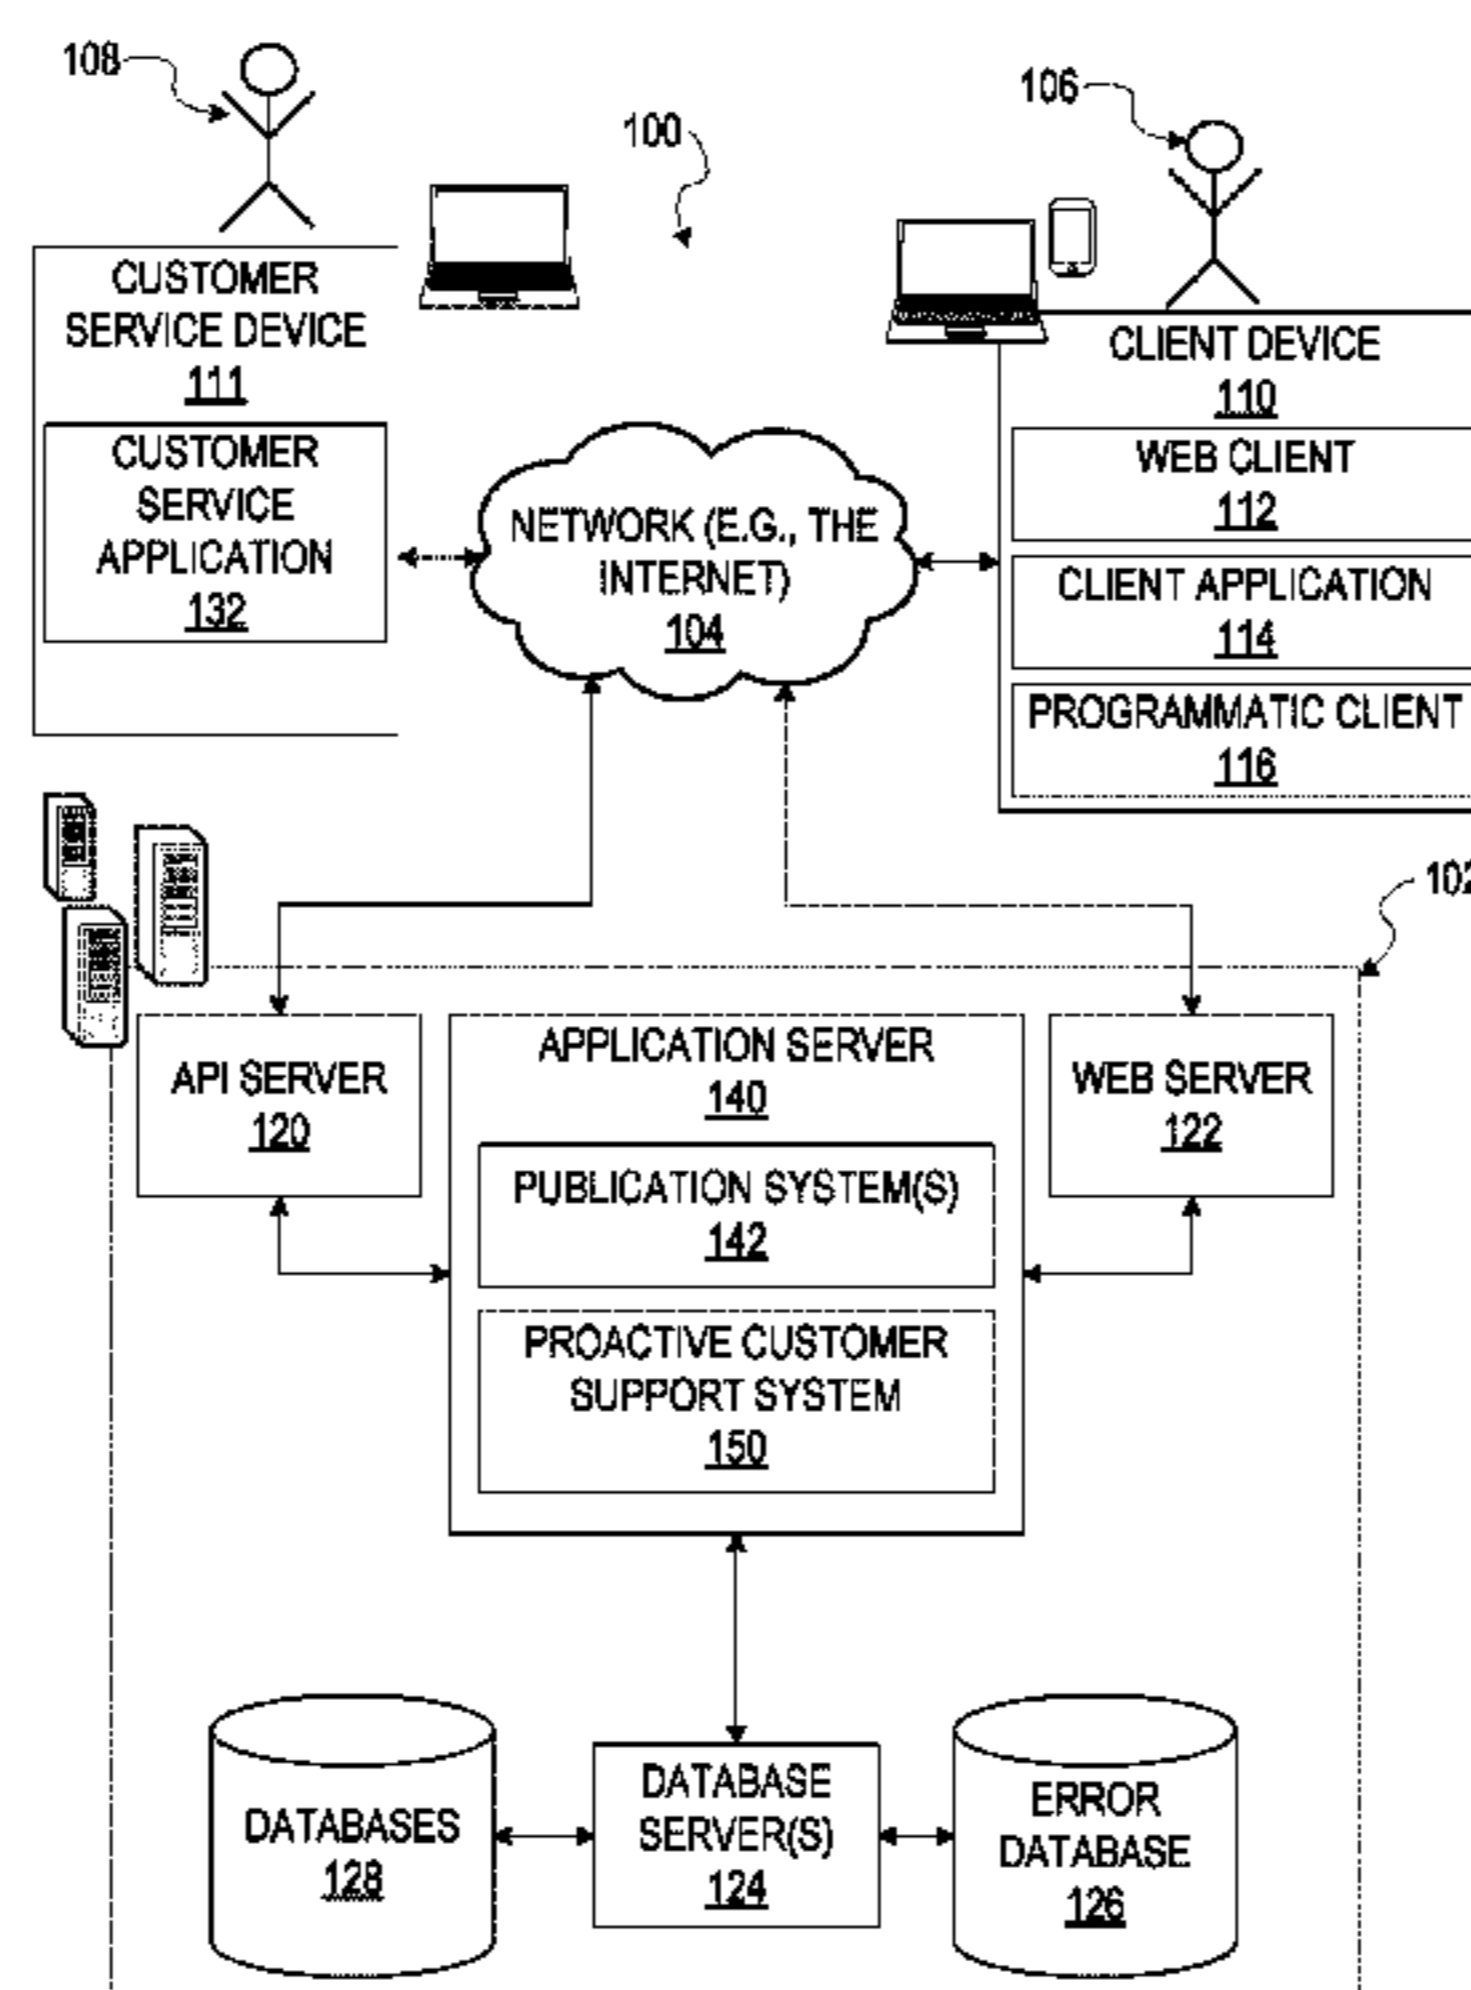 108
100
106
CUSTOMER
SERVICE DEVICE
111
CUSTOMER
SERVICE
APPLICATION
132
NETWORK (E.G., THE
INTERNET)
104
CLIENT DEVICE
110
WEB CLIENT
112
CLIENT APPLICATION
114
PROGRAMMATIC CLIENT
116
102
API SERVER
120
APPLICATION SERVER
140
PUBLICATION SYSTEM(S)
142
PROACTIVE CUSTOMER
SUPPORT SYSTEM
150
WEB SERVER
122
DATABASES
128
DATABASE
SERVER(S)
124
ERROR
DATABASE
126